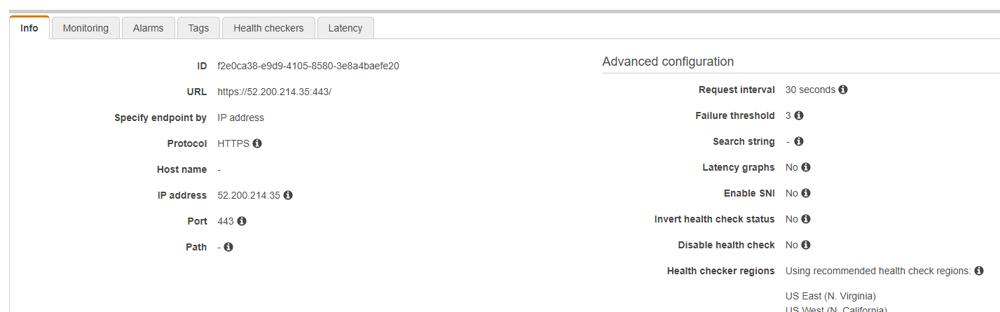 Info Monitoring Alarms Tags Health checkers Latency
ID f2e0ca38-e9d9-4105-8580-3e8a4baefe20
URL https://52.200.214.35:443/
Specify endpoint by IP address
Protocol HTTPS
Host name -
IP address 52.200.214.35
Port 443
Path -
Advanced configuration
Request interval 30 seconds
Failure threshold 3
Search string -
Latency graphs No
Enable SNI No
Invert health check status No
Disable health check No
Health checker regions Using recommended health check regions:
US East (N. Virginia)
US West (N. California)